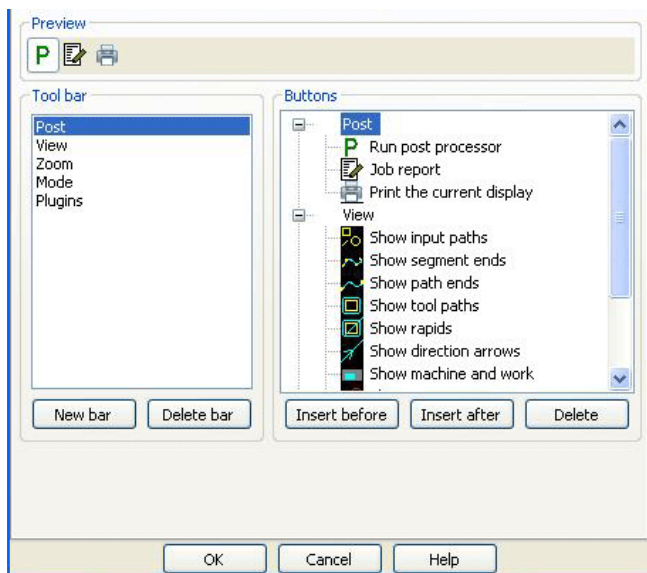 Preview
P
Tool bar
Post
View
Zoom
Mode
Plugins
New bar
Delete bar
Buttons
Post
P Run post processor
Job report
Print the current display
View
Show input paths
Show segment ends
Show path ends
Show tool paths
Show rapids
Show direction arrows
Show machine and work
Insert before
Insert after
Delete
OK
Cancel
Help